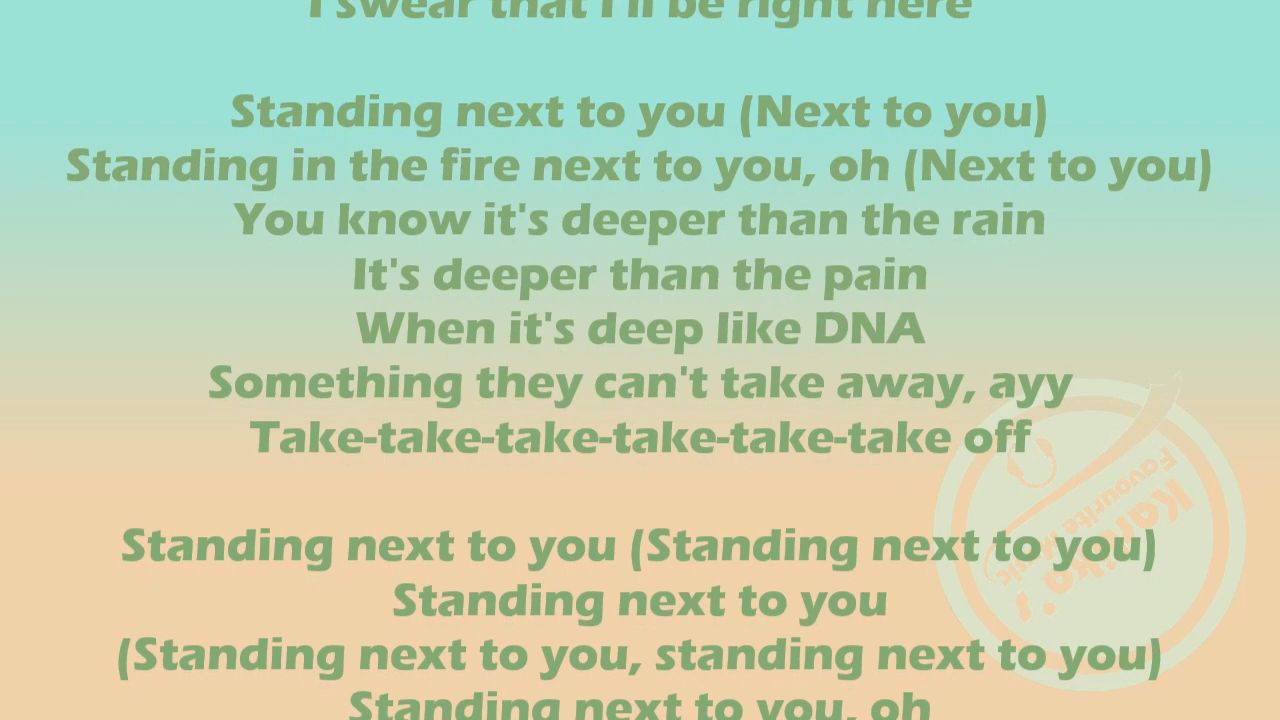 I swear that I'll be right here
Standing next to you (Next to you)
Standing in the fire next to you, oh (Next to you)
You know it's deeper than the rain
It's deeper than the pain
When it's deep like DNA
Something they can't take away, ayy
Take-take-take-take-take-take off
Standing next to you (Standing next to you)
Standing next to you
(Standing next to you, standing next to you)
Standing next to you, oh
Kanika's
Favourite Music